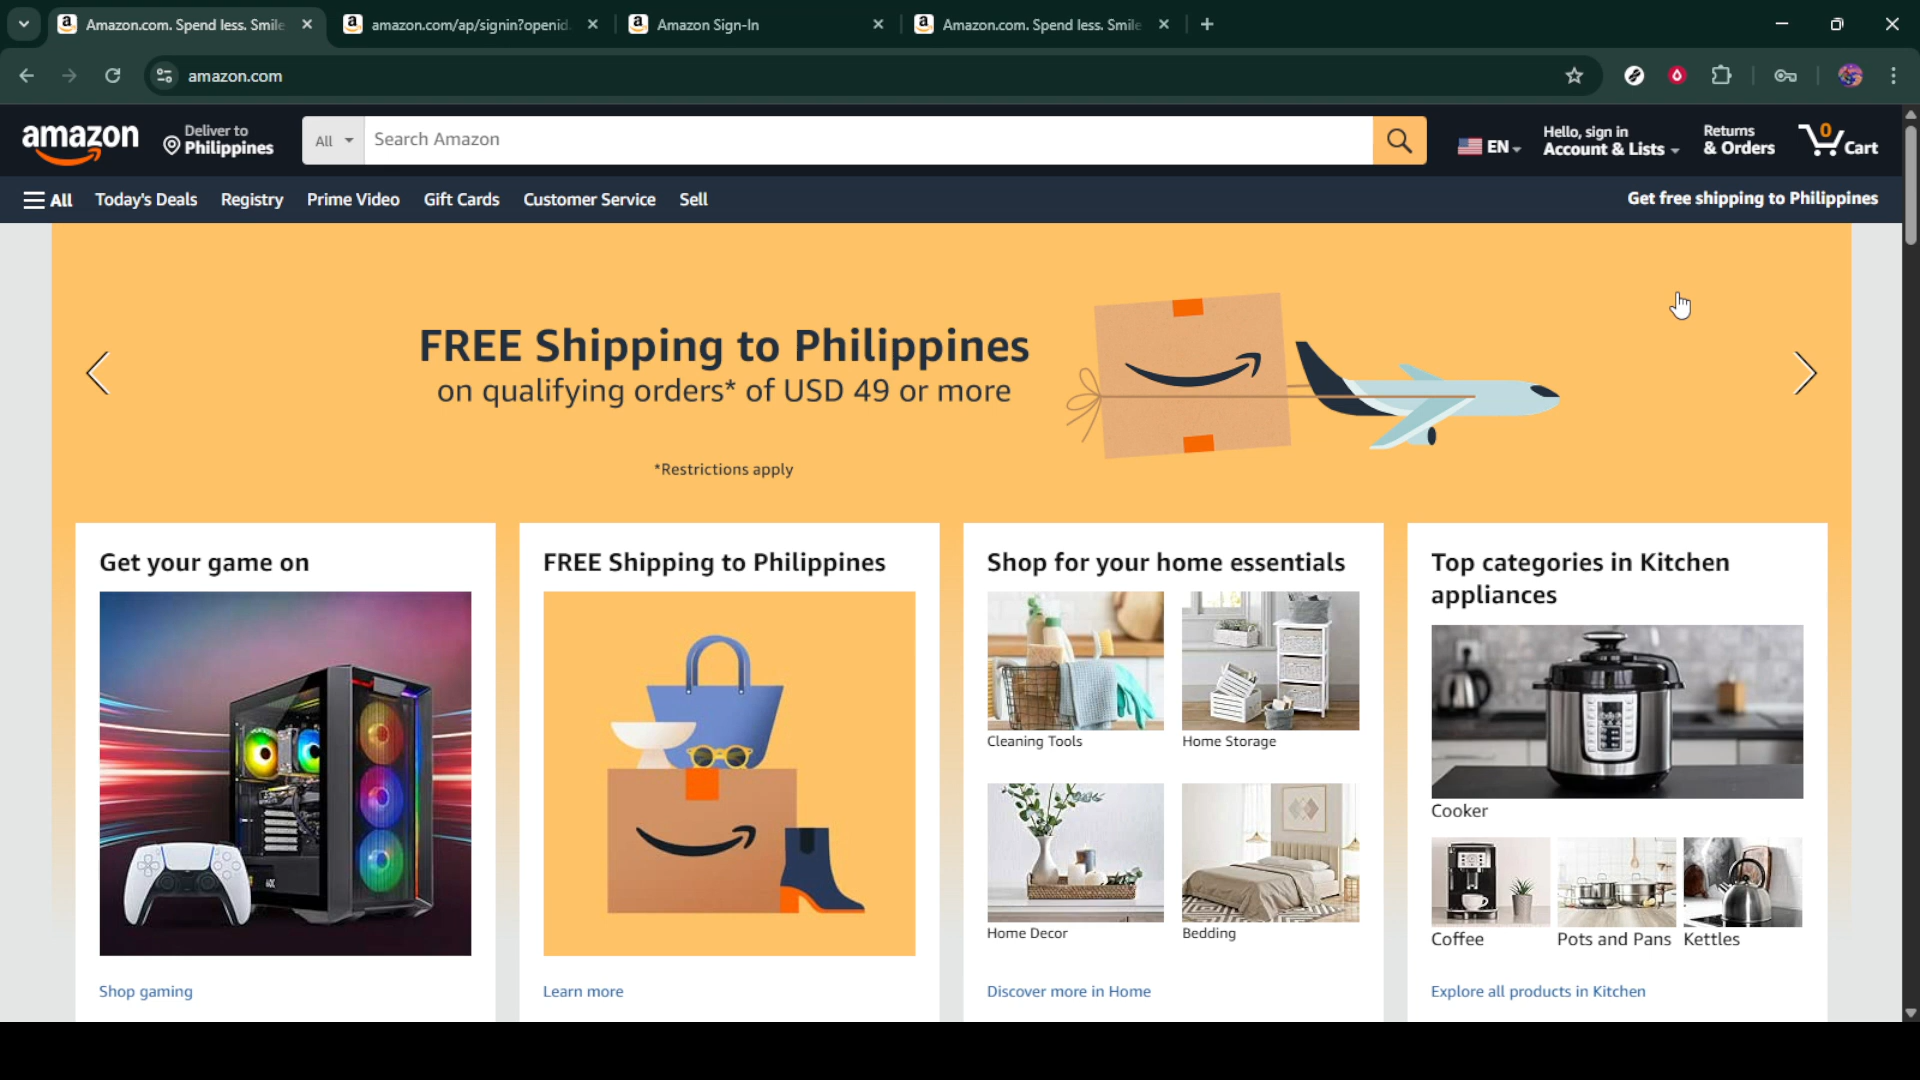 Amazon.com. Spend less. Smile
amazon.com/ap/signin?openid.
Amazon Sign-In
Amazon.com. Spend less. Smile
amazon.com
amazon
Deliver to
Philippines
All
Search Amazon
EN
Hello, sign in
Account & Lists
Returns
& Orders
0
Cart
All
Today's Deals
Registry
Prime Video
Gift Cards
Customer Service
Sell
Get free shipping to Philippines
FREE Shipping to Philippines
on qualifying orders* of USD 49 or more
*Restrictions apply
Get your game on
Shop gaming
FREE Shipping to Philippines
Learn more
Shop for your home essentials
Cleaning Tools
Home Storage
Home Decor
Bedding
Discover more in Home
Top categories in Kitchen
appliances
Cooker
Coffee
Pots and Pans
Kettles
Explore all products in Kitchen